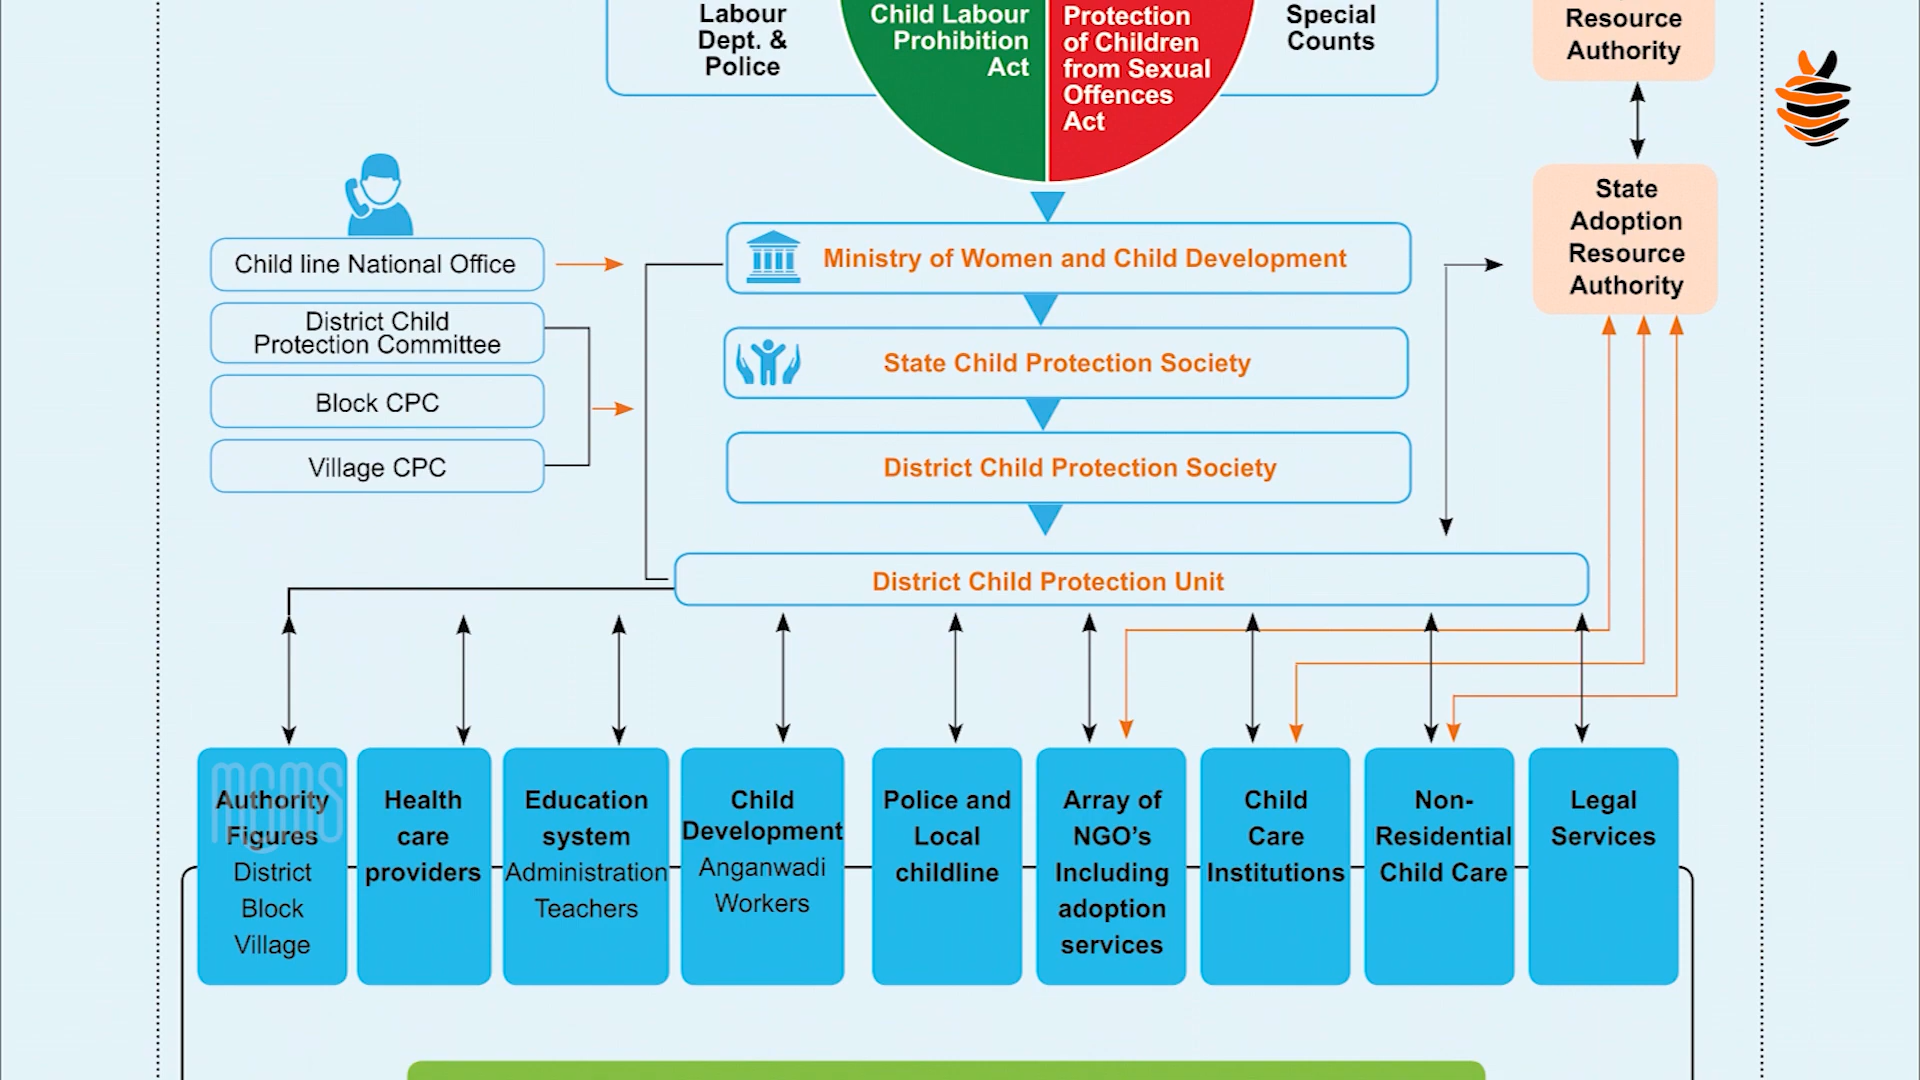 Labour
Dept. &
Police
Child Labour
Prohibition
Act
Protection
of Children
from Sexual
Offences
Act
Special
Counts
Resource
Authority
State
Adoption
Resource
Authority
Child line National Office
District Child
Protection Committee
Block CPC
Village CPC
Ministry of Women and Child Development
State Child Protection Society
District Child Protection Society
District Child Protection Unit
Authority
Figures
District
Block
Village
Health
care
providers
Education
system
Administration
Teachers
Child
Development
Anganwadi
Workers
Police and
Local
childline
Array of
NGO's
Including
adoption
services
Child
Care
Institutions
Non-
Residential
Child Care
Legal
Services